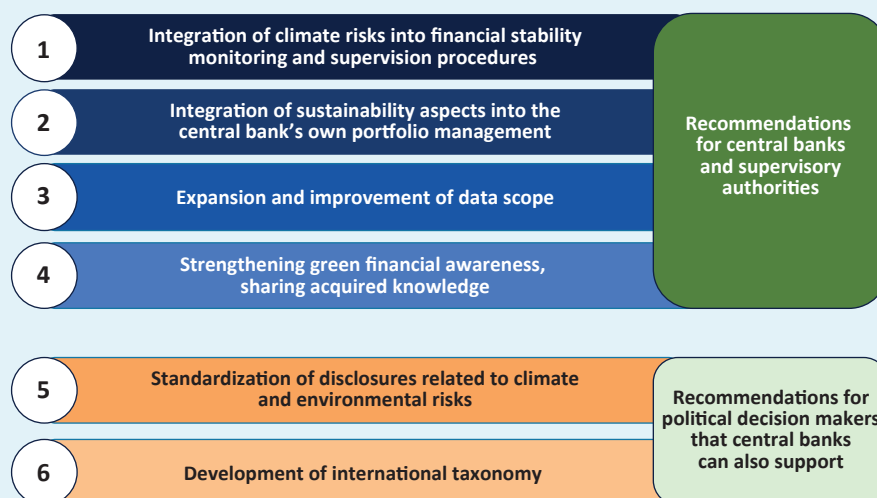 1
Integration of climate risks into financial stability
monitoring and supervision procedures
2
Integration of sustainability aspects into the
central bank's own portfolio management
3
Expansion and improvement of data scope
4
Strengthening green financial awareness,
sharing acquired knowledge
Recommendations
for central banks
and supervisory
authorities
5
Standardization of disclosures related to climate
and environmental risks
6
Development of international taxonomy
Recommendations for
political decision makers
that central banks
can also support